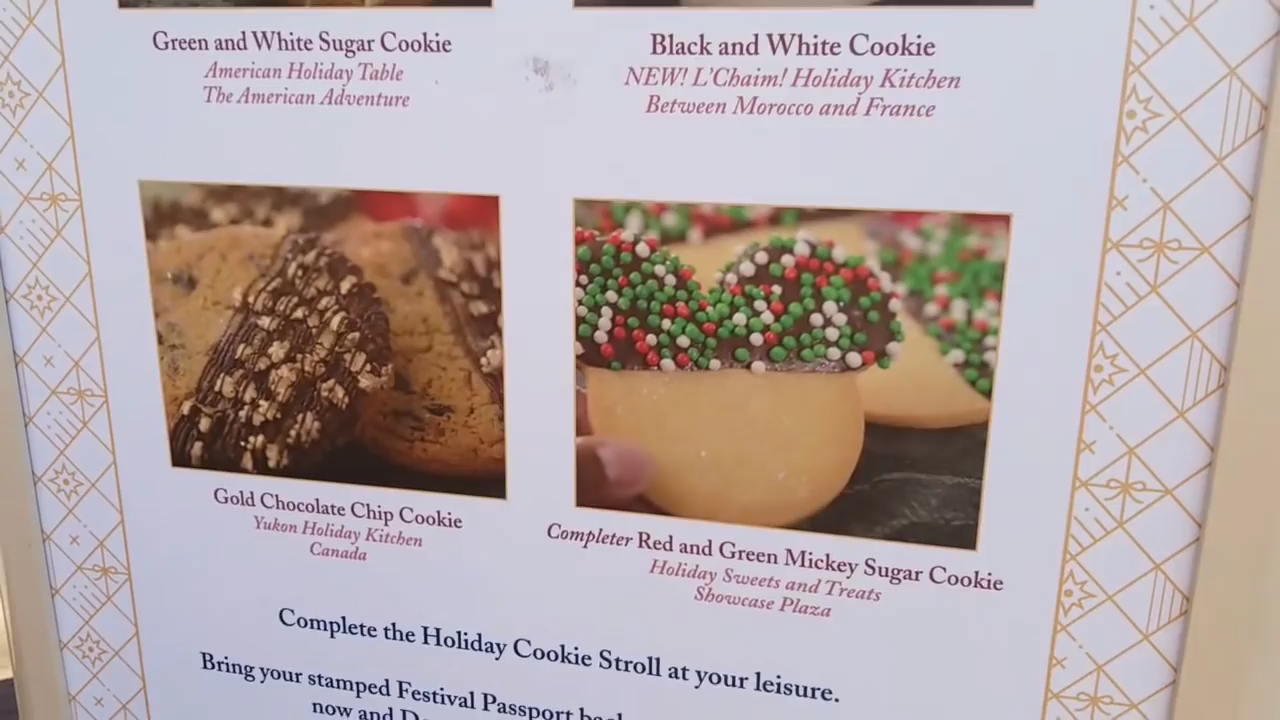 Green and White Sugar Cookie
American Holiday Table
The American Adventure
Black and White Cookie
NEW! L'Chaim! Holiday Kitchen
Between Morocco and France
Gold Chocolate Chip Cookie
Yukon Holiday Kitchen
Canada
Completer Red and Green Mickey Sugar Cookie
Holiday Sweets and Treats
Showcase Plaza
Complete the Holiday Cookie Stroll at your leisure.
Bring your stamped Festival Passport
now and